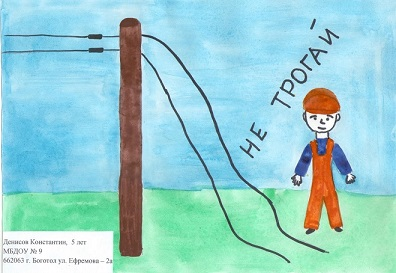 НЕ ТРОГАЙ
Денисов Константин, 5 лет
МБДОУ № 9
662063 г. Боготол ул. Ефремова – 2а